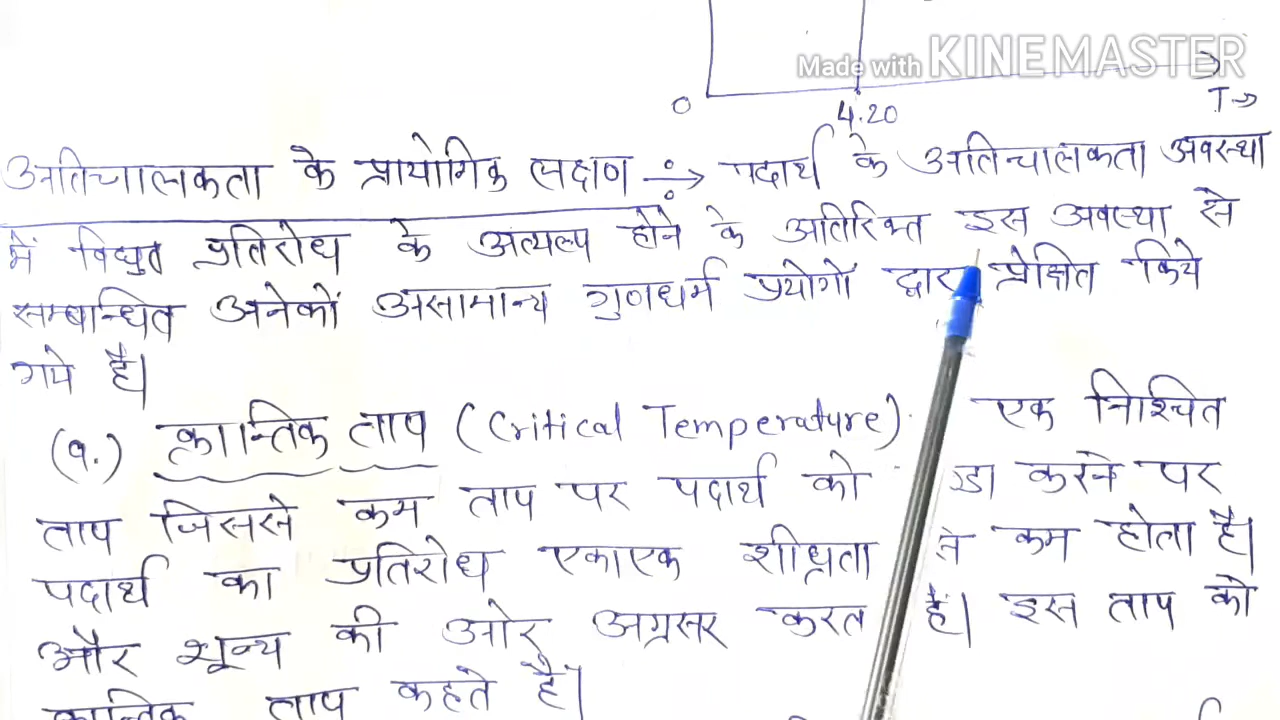 Made with KINEMASTER
0 4.20 T→
अतिचालकता के प्रायोगिक लक्षण → पदार्थ के अतिचालकता अवस्था
में विधुत प्रतिरोध के अत्यल्प होने के अतिरिक्त इस अवस्था से
सम्बन्धित अनेकों असामान्य गुणधर्म प्रयोगों द्वारा प्रेक्षित किये
गये है।
(१.) क्रान्तिक ताप (Critical Temperature). एक निश्चित
ताप जिससे कम ताप पर पदार्थ को करने पर
पदार्थ का प्रतिरोध एकाएक शीघ्रता कम होता है।
और शून्य की ओर अग्रसर करता है। इस ताप को
क्रान्तिक ताप कहते है।